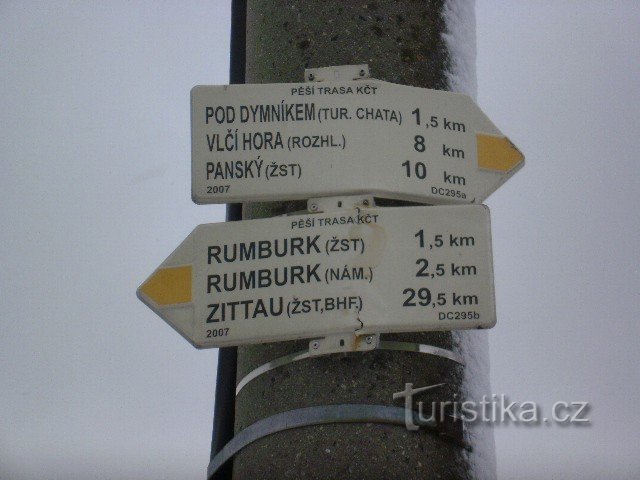 PĚŠÍ TRASA KČT
POD DYMNÍKEM (TUR. CHATA) 1,5 km
VLČÍ HORA (ROZHL.) 8 km
PANSKÝ (ŽST) 10 km
2007 DC295a
PĚŠÍ TRASA KČT
RUMBURK (ŽST) 1,5 km
RUMBURK (NÁM.) 2,5 km
ZITTAU (ŽST,BHF.) 29,5 km
2007 DC295b
Turistika.cz